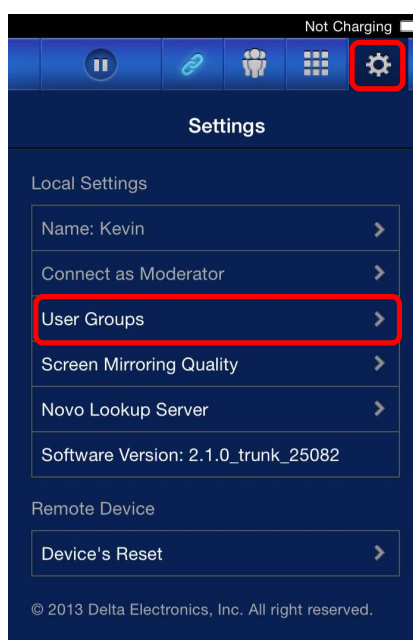 Not Charging
Settings
Local Settings
Name: Kevin
Connect as Moderator
User Groups
Screen Mirroring Quality
Novo Lookup Server
Software Version: 2.1.0_trunk_25082
Remote Device
Device's Reset
© 2013 Delta Electronics, Inc. All right reserved.